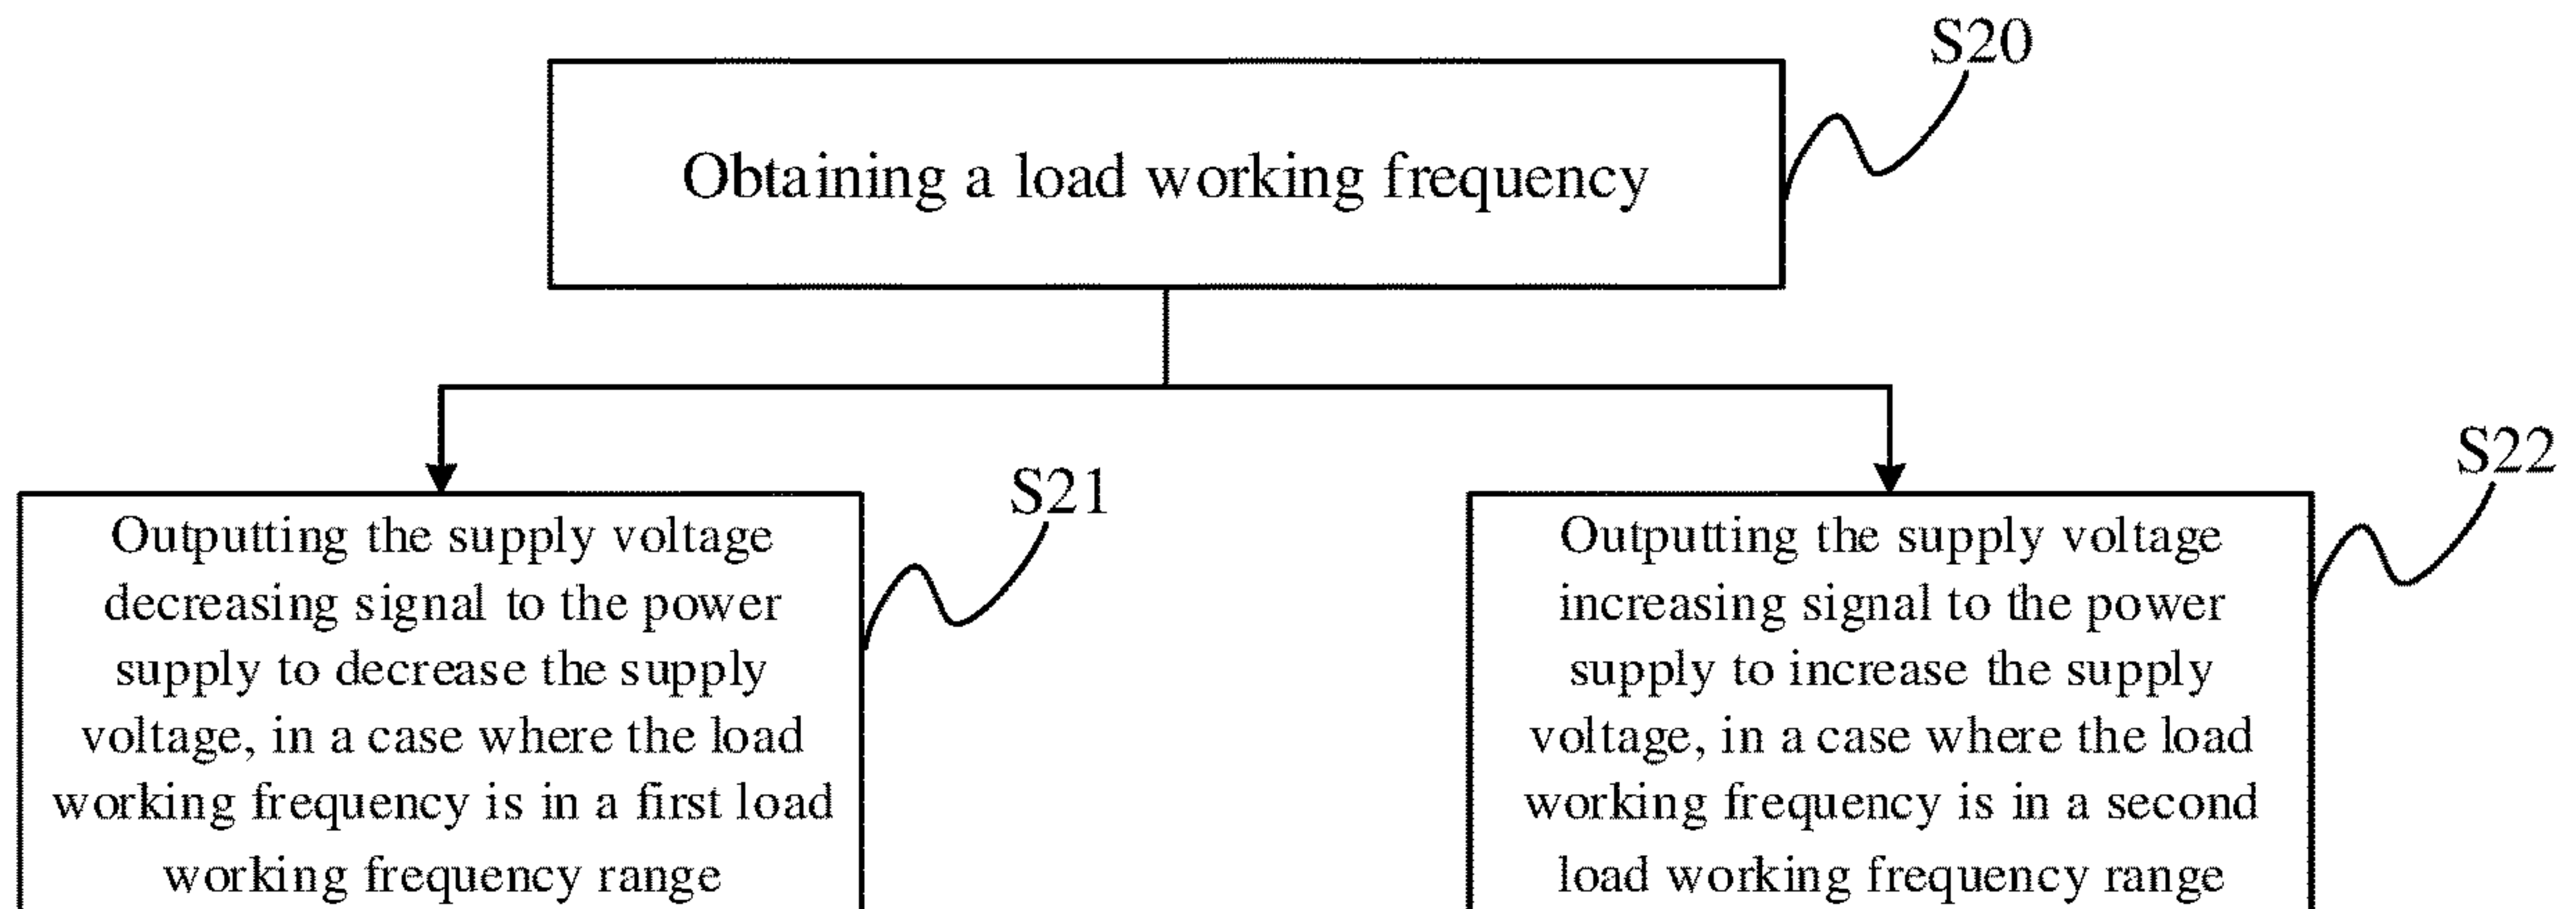 S20
Obtaining a load working frequency
S21
Outputting the supply voltage
decreasing signal to the power
supply to decrease the supply
voltage, in a case where the load
working frequency is in a first load
working frequency range
S22
Outputting the supply voltage
increasing signal to the power
supply to increase the supply
voltage, in a case where the load
working frequency is in a second
load working frequency range